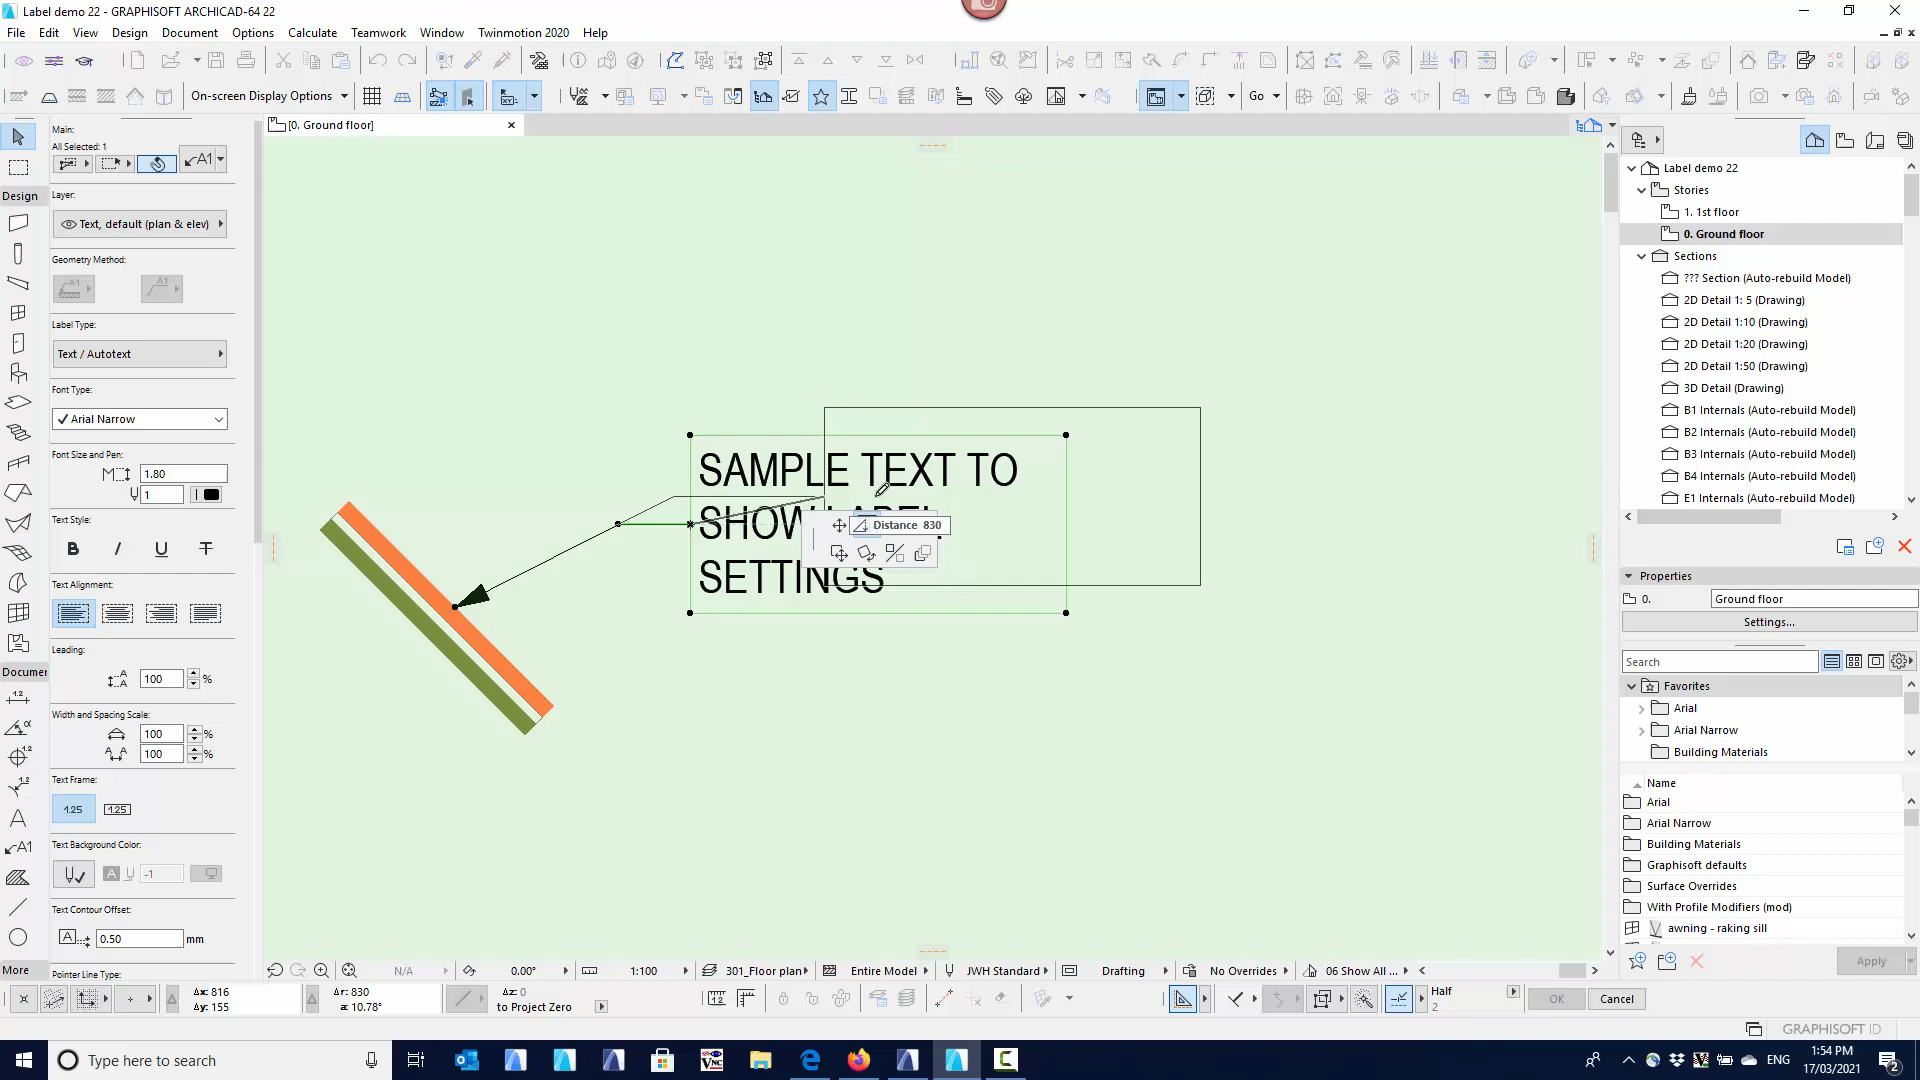 Label demo 22 - GRAPHISOFT ARCHICAD-64 22
File Edit View Design Document Options Calculate Teamwork Window Twinmotion 2020 Help
On-screen Display Options
Go
[0. Ground floor]
Main:
All Selected: 1
A1
Layer:
Text, default (plan & elev)
Geometry Method:
Label Type:
Text / Autotext
Font Type:
Arial Narrow
Font Size and Pen:
1.80
1
Text Style:
B I U T
Text Alignment:
Leading:
100 %
Width and Spacing Scale:
100 %
100 %
Text Frame:
1.25 1.25
Text Background Color:
-1
Text Contour Offset:
0.50 mm
Pointer Line Type:
Design
Documen
More
SAMPLE TEXT TO
SHOW LABEL
SETTINGS
Distance 830
Label demo 22
Stories
1. 1st floor
0. Ground floor
Sections
??? Section (Auto-rebuild Model)
2D Detail 1: 5 (Drawing)
2D Detail 1:10 (Drawing)
2D Detail 1:20 (Drawing)
2D Detail 1:50 (Drawing)
3D Detail (Drawing)
B1 Internals (Auto-rebuild Model)
B2 Internals (Auto-rebuild Model)
B3 Internals (Auto-rebuild Model)
B4 Internals (Auto-rebuild Model)
E1 Internals (Auto-rebuild Model)
Properties
0. Ground floor
Settings...
Search
Favorites
Arial
Arial Narrow
Building Materials
Name
Arial
Arial Narrow
Building Materials
Graphisoft defaults
Surface Overrides
With Profile Modifiers (mod)
awning - raking sill
Apply
N/A 0.00° 1:100 301_Floor plan Entire Model JWH Standard Drafting No Overrides 06 Show All ...
Δx: 816
Δy: 155
Δr: 830
a: 10.78°
Δz: 0
to Project Zero
Half
2
OK Cancel
GRAPHISOFT ID
Type here to search
ENG
1:54 PM
17/03/2021
2